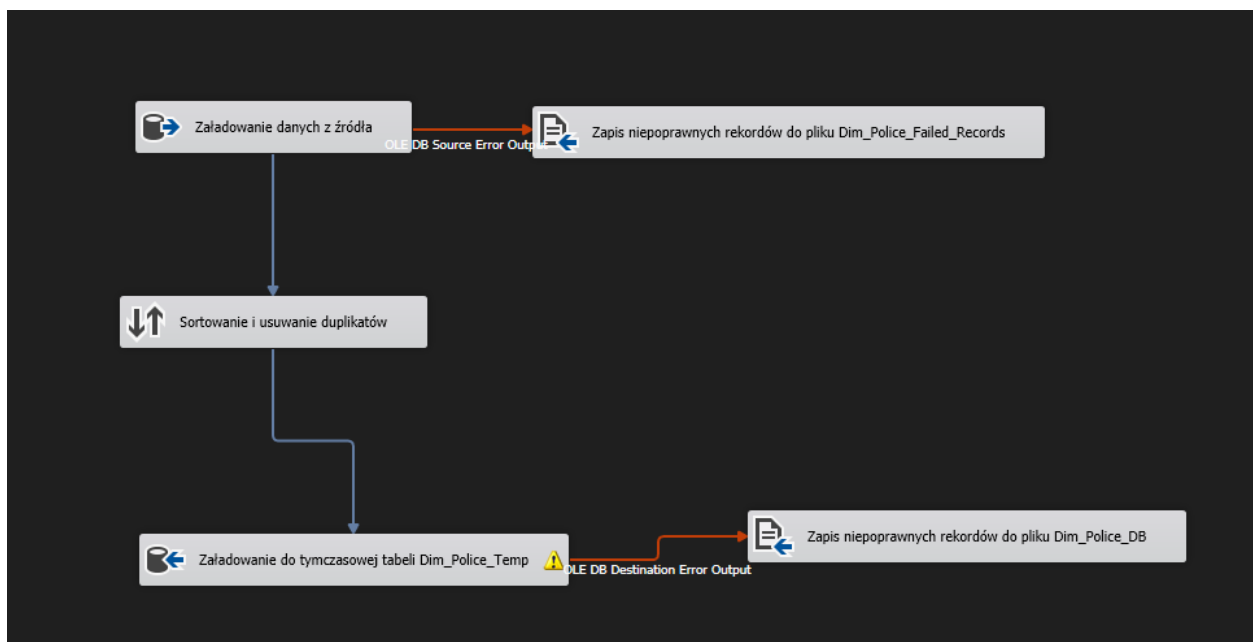 Załadowanie danych z źródła
Zapis niepoprawnych rekordów do pliku Dim_Police_Failed_Records
OLE DB Source Error Output
Sortowanie i usuwanie duplikatów
Załadowanie do tymczasowej tabeli Dim_Police_Temp
Zapis niepoprawnych rekordów do pliku Dim_Police_DB
OLE DB Destination Error Output